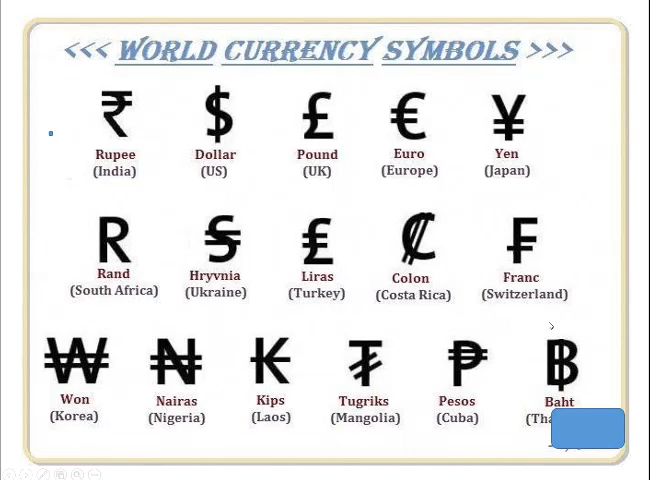 <<< WORLD CURRENCY SYMBOLS >>>
₹ $ £ € ¥
Rupee Dollar Pound Euro Yen
(India) (US) (UK) (Europe) (Japan)
R ₴ £ ₡ ₣
Rand Hryvnia Liras Colon Franc
(South Africa) (Ukraine) (Turkey) (Costa Rica) (Switzerland)
₩ ₦ ₭ ₮ ₱ ฿
Won Nairas Kips Tugriks Pesos Baht
(Korea) (Nigeria) (Laos) (Mangolia) (Cuba)